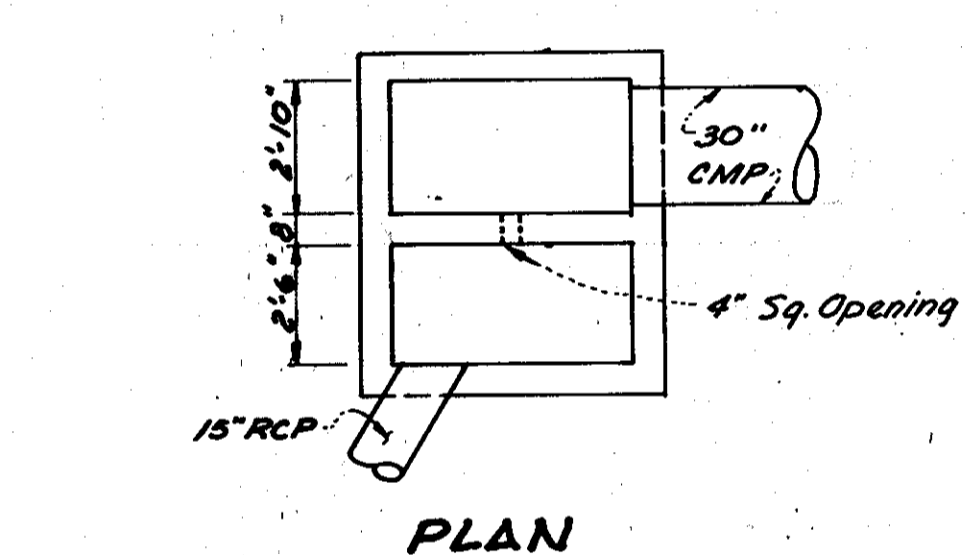 2'-10"
8"
2'-6"
30"
CMP
4" Sq. Opening
15" RCP
PLAN